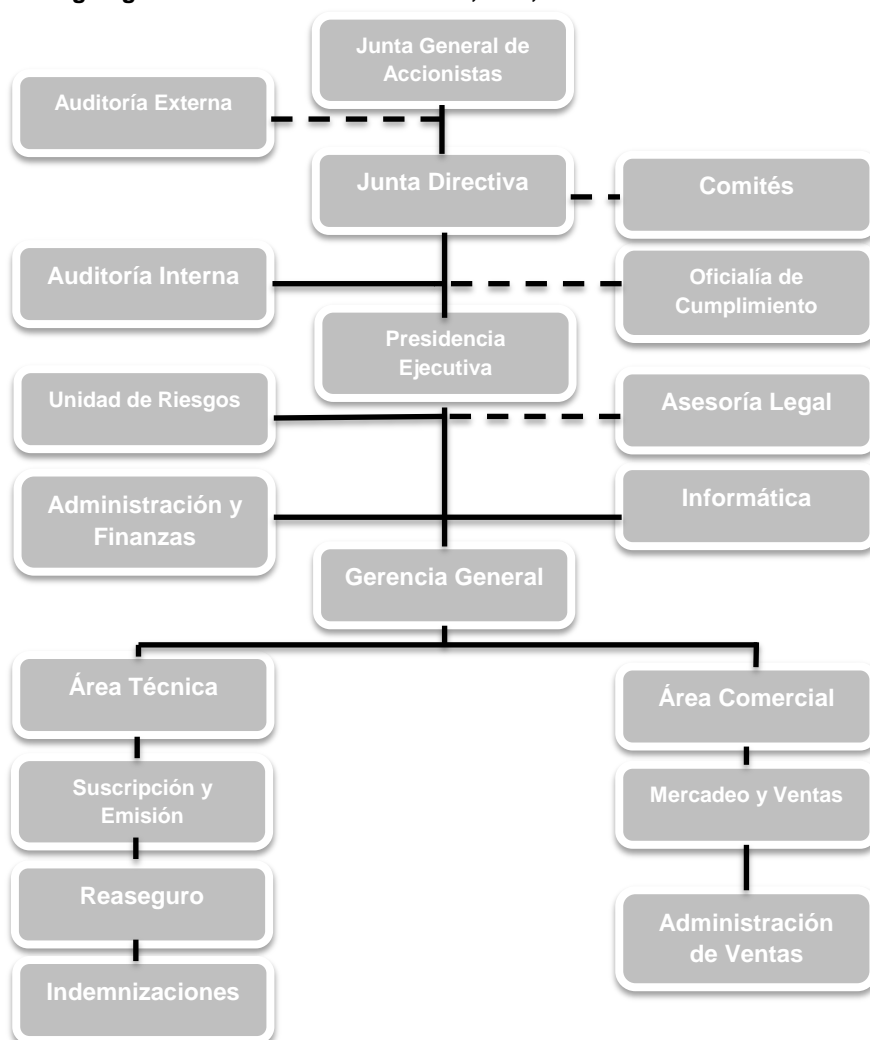 Junta General de
Accionistas
Auditoría Externa
Junta Directiva
Comités
Auditoría Interna
Oficialía de
Cumplimiento
Presidencia
Ejecutiva
Unidad de Riesgos
Asesoría Legal
Administración y
Finanzas
Informática
Gerencia General
Área Técnica
Área Comercial
Suscripción y
Emisión
Mercadeo y Ventas
Reaseguro
Administración
de Ventas
Indemnizaciones